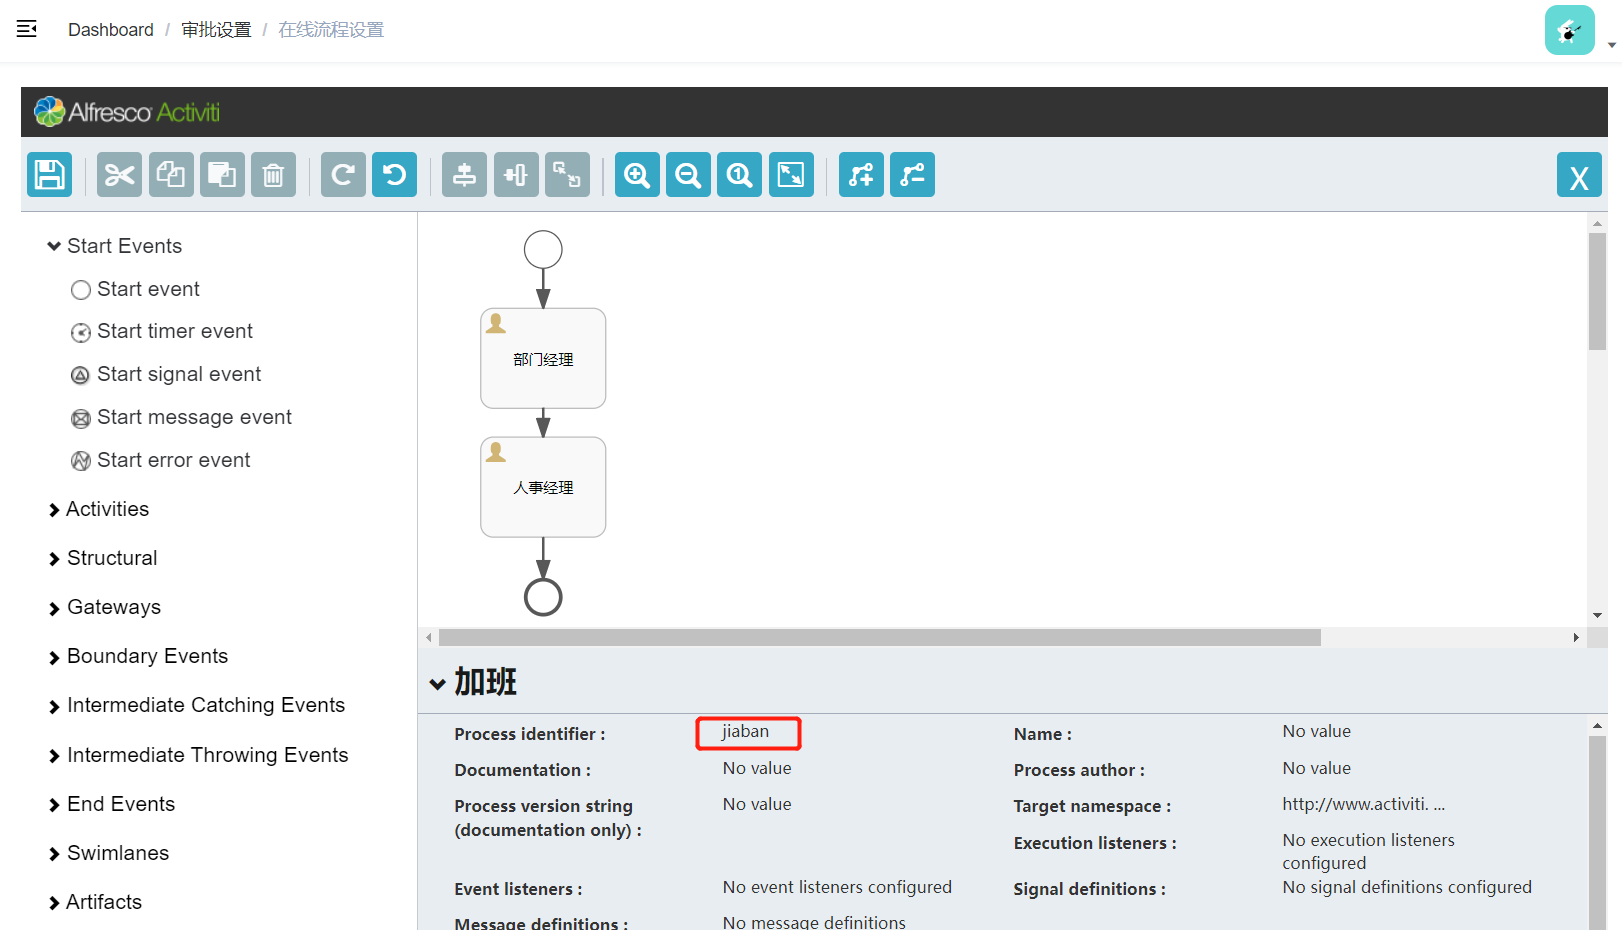 Dashboard / 审批设置 / 在线流程设置
Alfresco Activiti
1
X
Start Events
Start event
Start timer event
Start signal event
Start message event
Start error event
Activities
Structural
Gateways
Boundary Events
Intermediate Catching Events
Intermediate Throwing Events
End Events
Swimlanes
Artifacts
部门经理
人事经理
加班
Process identifier : jiaban Name : No value
Documentation : No value Process author : No value
Process version string No value Target namespace : http://www.activiti. ...
(documentation only) :
Execution listeners : No execution listeners
configured
Event listeners : No event listeners configured Signal definitions : No signal definitions configured
Message definitions : No message definitions